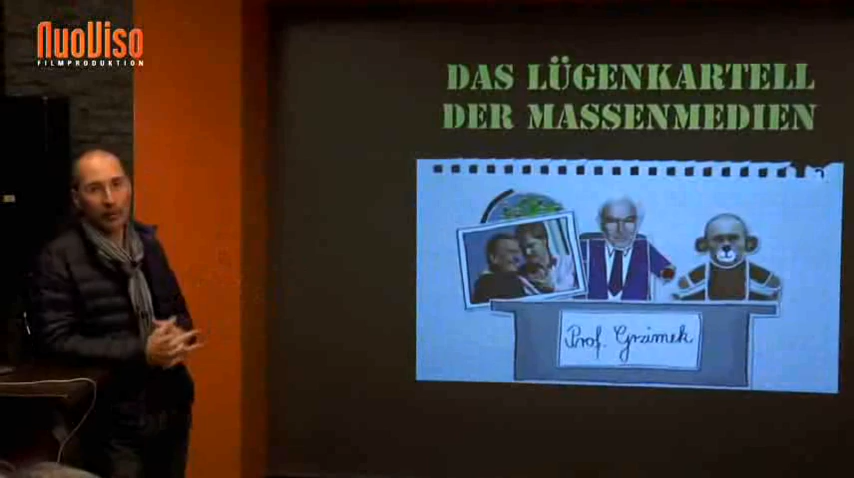 NuoViso
FILMPRODUKTION
DAS LÜGENKARTELL
DER MASSENMEDIEN
Prof. Grzimek